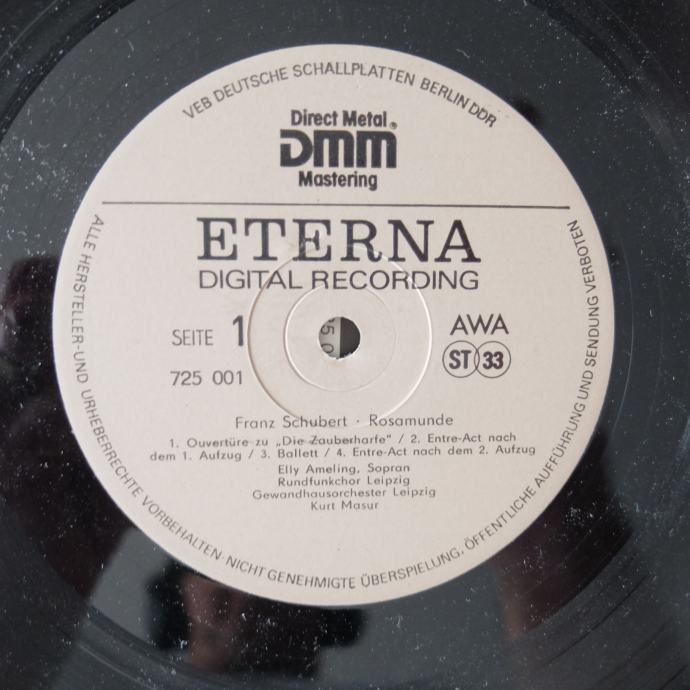 VEB DEUTSCHE SCHALLPLATTEN BERLIN DDR
Direct Metal®
DMM
Mastering
ETERNA
DIGITAL RECORDING
SEITE 1
AWA
ST 33
725 001
Franz Schubert · Rosamunde
1. Ouvertüre zu „Die Zauberharfe“ / 2. Entre-Act nach
dem 1. Aufzug / 3. Ballett / 4. Entre-Act nach dem 2. Aufzug
Elly Ameling, Sopran
Rundfunkchor Leipzig
Gewandhausorchester Leipzig
Kurt Masur
ALLE HERSTELLER-UND URHEBERRECHTE VORBEHALTEN · NICHT GENEHMIGTE ÜBERSPIELUNG, ÖFFENTLICHE AUFFÜHRUNG UND SENDUNG VERBOTEN